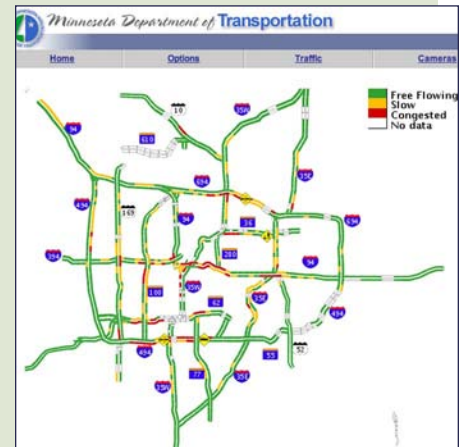 Minnesota Department of Transportation
Home Options Traffic Cameras
Free Flowing
Slow
Congested
No data
10
35W
94
610
35E
694
494
169
94
36
694
394
280
94
100
35W
35E
62
494
494
55
52
77
35W
35E